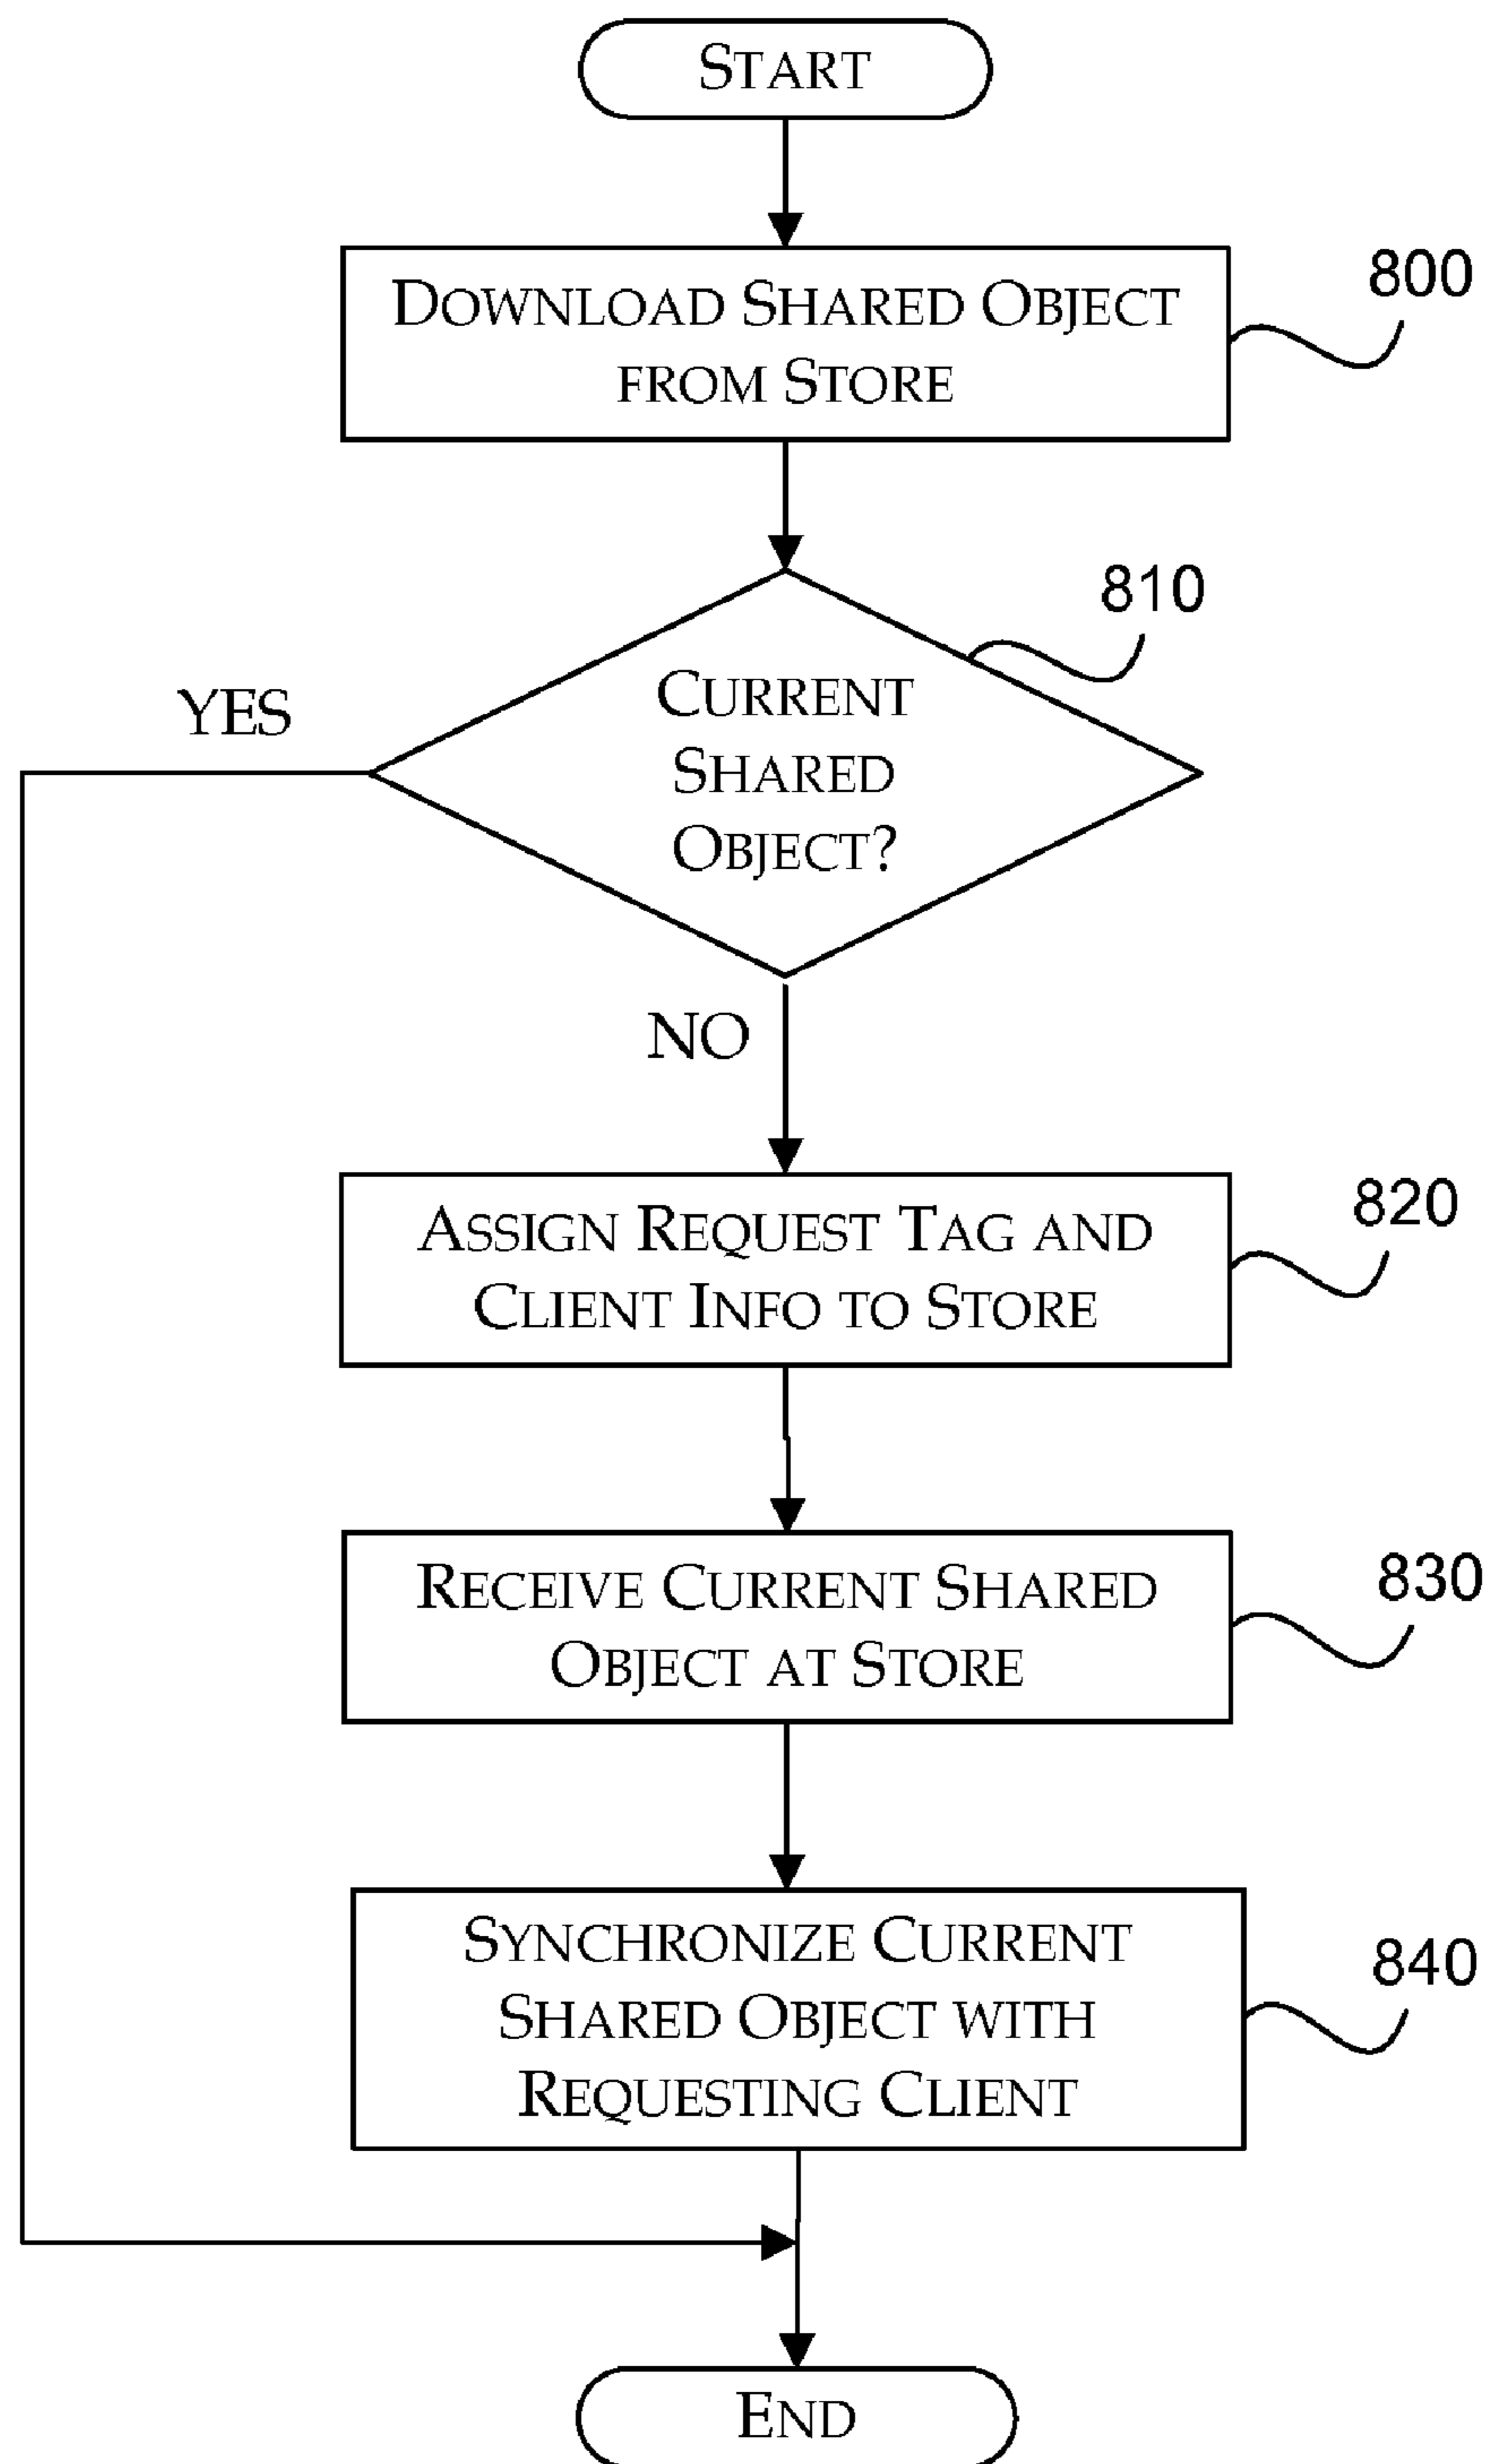 START
DOWNLOAD SHARED OBJECT
FROM STORE
800
810
CURRENT
SHARED
OBJECT?
YES
NO
ASSIGN REQUEST TAG AND
CLIENT INFO TO STORE
820
RECEIVE CURRENT SHARED
OBJECT AT STORE
830
SYNCHRONIZE CURRENT
SHARED OBJECT WITH
REQUESTING CLIENT
840
END